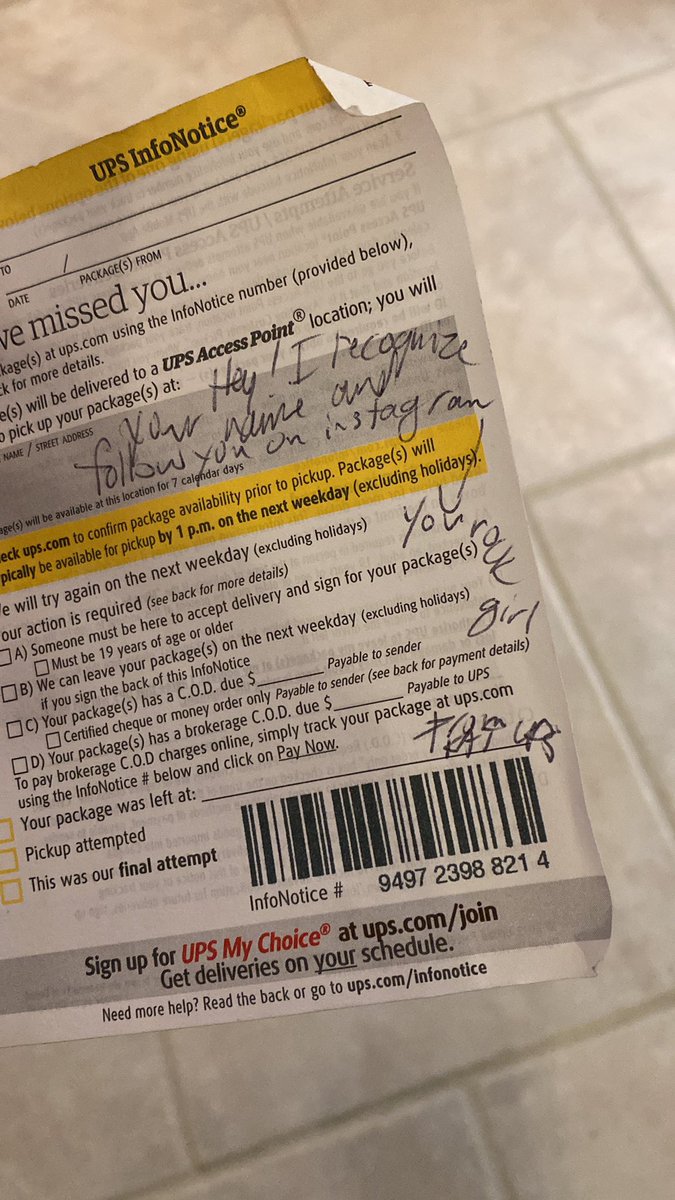 UPS InfoNotice®
TO
DATE / PACKAGE(S) FROM
ve missed you...
kage(s) at ups.com using the InfoNotice number (provided below),
ck for more details.
e(s) will be delivered to a UPS Access Point® location; you will
o pick up your package(s) at:
Hey! I recognize
your name and
follow you on instagram
NAME / STREET ADDRESS
age(s) will be available at this location for 7 calendar days
eck ups.com to confirm package availability prior to pickup. Package(s) will
pically be available for pickup by 1 p.m. on the next weekday (excluding holidays).
You rock
girl
e will try again on the next weekday (excluding holidays)
our action is required (see back for more details)
A) Someone must be here to accept delivery and sign for your package(s)
Must be 19 years of age or older
B) We can leave your package(s) on the next weekday (excluding holidays)
if you sign the back of this InfoNotice
C) Your package(s) has a C.O.D. due $ Payable to sender
Certified cheque or money order only Payable to sender (see back for payment details)
D) Your package(s) has a brokerage C.O.D. due $ Payable to UPS
To pay brokerage C.O.D charges online, simply track your package at ups.com
using the InfoNotice # below and click on Pay Now.
UPS
Your package was left at:
Pickup attempted
This was our final attempt
InfoNotice # 9497 2398 821 4
Sign up for UPS My Choice® at ups.com/join
Get deliveries on your schedule.
Need more help? Read the back or go to ups.com/infonotice